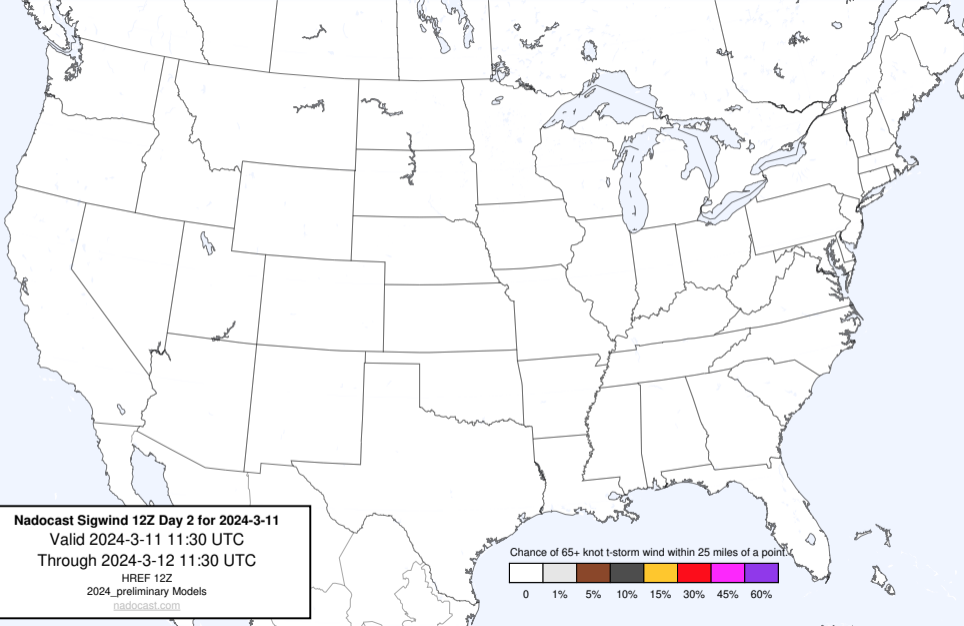 Nadocast Sigwind 12Z Day 2 for 2024-3-11
Valid 2024-3-11 11:30 UTC
Through 2024-3-12 11:30 UTC
HREF 12Z
2024_preliminary Models
nadocast.com
Chance of 65+ knot t-storm wind within 25 miles of a point.
0 1% 5% 10% 15% 30% 45% 60%